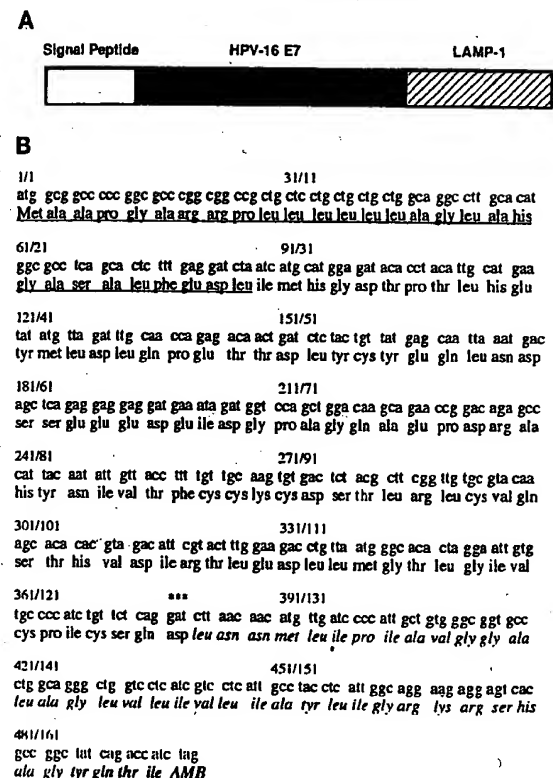 A
Signal Peptide HPV-16 E7 LAMP-1
B
1/1 31/11
atg gcg gcc ccc ggc gcc cgg cgg ccg ctg ctc ctg ctg ctg ctg gca ggc ctt gca cat
Met ala ala pro gly ala arg arg pro leu leu leu leu leu leu ala gly leu ala his
61/21 91/31
ggc gcc tca gca ctc ttt gag gat cta atc atg cat gga gat aca cct aca ttg cat gaa
gly ala ser ala leu phe glu asp leu ile met his gly asp thr pro thr leu his glu
121/41 151/51
tat atg tta gat ttg caa cca gag aca act gat ctc tac tgt tat gag caa tta aat gac
tyr met leu asp leu gln pro glu thr thr asp leu tyr cys tyr glu gln leu asn asp
181/61 211/71
agc tca gag gag gag gat gaa ata gat ggt cca gct gga caa gca gaa ccg gac aga gcc
ser ser glu glu glu asp glu ile asp gly pro ala gly gln ala glu pro asp arg ala
241/81 271/91
cat tac aat att gtt acc ttt tgt tgc aag tgt gac tct acg ctt cgg ttg tgc gta caa
his tyr asn ile val thr phe cys cys lys cys asp ser thr leu arg leu cys val gln
301/101 331/111
agc aca cac gta gac att cgt act ttg gaa gac ctg tta atg ggc aca cta gga att gtg
ser thr his val asp ile arg thr leu glu asp leu leu met gly thr leu gly ile val
361/121 *** 391/131
tgc ccc atc tgt tct cag gat ctt aac aac atg ttg atc ccc att gct gtg ggc ggt gcc
cys pro ile cys ser gln asp leu asn asn met leu ile pro ile ala val gly gly ala
421/141 451/151
ctg gca ggg ctg gtc ctc atc gtc ctc att gcc tac ctc att ggc agg aag agg agt cac
leu ala gly leu val leu ile val leu ile ala tyr leu ile gly arg lys arg ser his
481/161
gcc ggc tat cag acc atc tag
ala gly tyr gln thr ile AMB